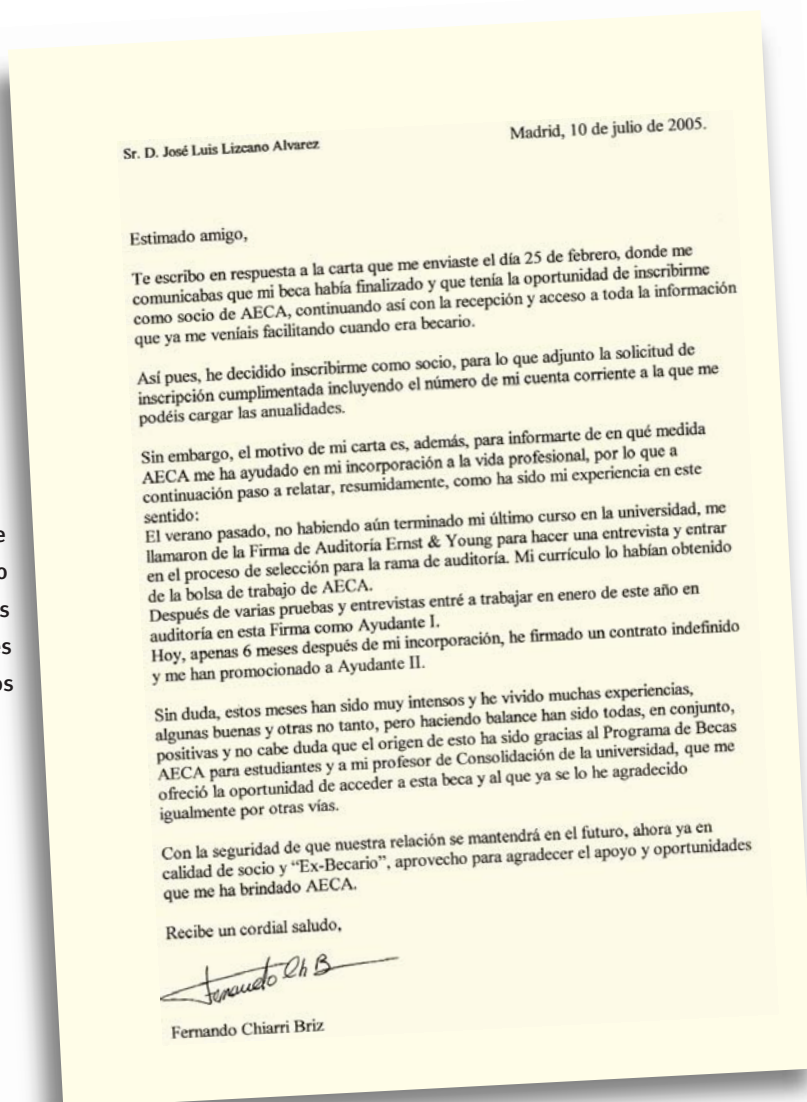 Sr. D. José Luis Lizcano Alvarez
Madrid, 10 de julio de 2005.
Estimado amigo,
Te escribo en respuesta a la carta que me enviaste el día 25 de febrero, donde me
comunicabas que mi beca había finalizado y que tenía la oportunidad de inscribirme
como socio de AECA, continuando así con la recepción y acceso a toda la información
que ya me veníais facilitando cuando era becario.
Así pues, he decidido inscribirme como socio, para lo que adjunto la solicitud de
inscripción cumplimentada incluyendo el número de mi cuenta corriente a la que me
podéis cargar las anualidades.
Sin embargo, el motivo de mi carta es, además, para informarte de en qué medida
AECA me ha ayudado en mi incorporación a la vida profesional, por lo que a
continuación paso a relatar, resumidamente, como ha sido mi experiencia en este
sentido:
El verano pasado, no habiendo aún terminado mi último curso en la universidad, me
llamaron de la Firma de Auditoría Ernst & Young para hacer una entrevista y entrar
en el proceso de selección para la rama de auditoría. Mi currículo lo habían obtenido
de la bolsa de trabajo de AECA.
Después de varias pruebas y entrevistas entré a trabajar en enero de este año en
auditoría en esta Firma como Ayudante I.
Hoy, apenas 6 meses después de mi incorporación, he firmado un contrato indefinido
y me han promocionado a Ayudante II.
Sin duda, estos meses han sido muy intensos y he vivido muchas experiencias,
algunas buenas y otras no tanto, pero haciendo balance han sido todas, en conjunto,
positivas y no cabe duda que el origen de esto ha sido gracias al Programa de Becas
AECA para estudiantes y a mi profesor de Consolidación de la universidad, que me
ofreció la oportunidad de acceder a esta beca y al que ya se lo he agradecido
igualmente por otras vías.
Con la seguridad de que nuestra relación se mantendrá en el futuro, ahora ya en
calidad de socio y “Ex-Becario”, aprovecho para agradecer el apoyo y oportunidades
que me ha brindado AECA.
Recibe un cordial saludo,
Fernando Ch B
Fernando Chiarri Briz